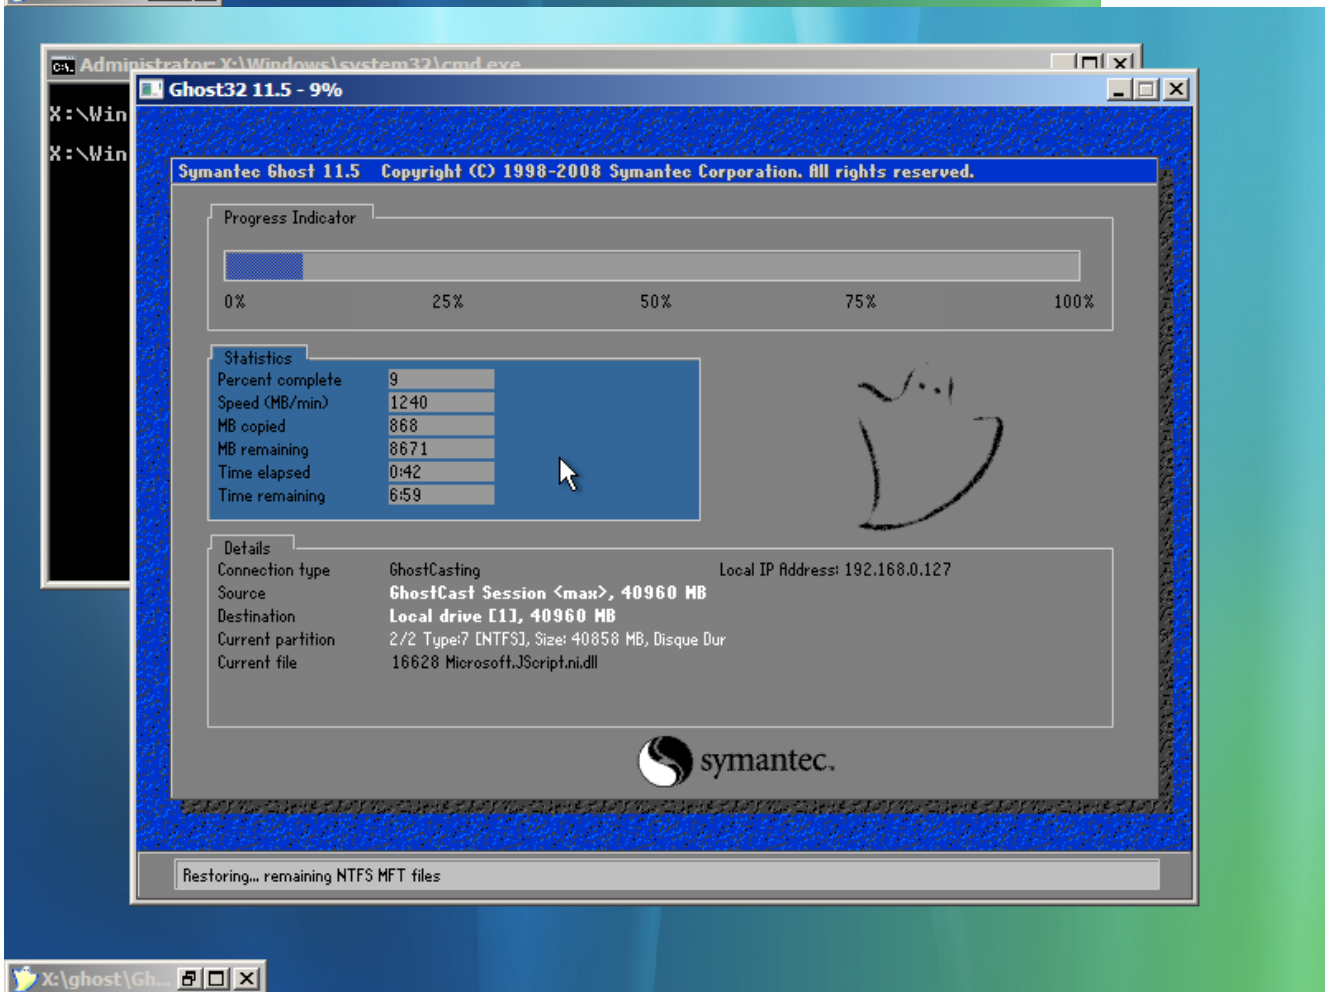 Administrator: X:\Windows\system32\cmd.exe
Ghost32 11.5 - 9%
X:\Win
X:\Win
Symantec Ghost 11.5 Copyright (C) 1998-2008 Symantec Corporation. All rights reserved.
Progress Indicator
0% 25% 50% 75% 100%
Statistics
Percent complete 9
Speed (MB/min) 1240
MB copied 868
MB remaining 8671
Time elapsed 0:42
Time remaining 6:59
Details
Connection type GhostCasting Local IP Address: 192.168.0.127
Source GhostCast Session <max>, 40960 MB
Destination Local drive [1], 40960 MB
Current partition 2/2 Type:7 [NTFS], Size: 40858 MB, Disque Dur
Current file 16628 Microsoft.JScript.ni.dll
symantec.
Restoring... remaining NTFS MFT files
X:\ghost\Gh...